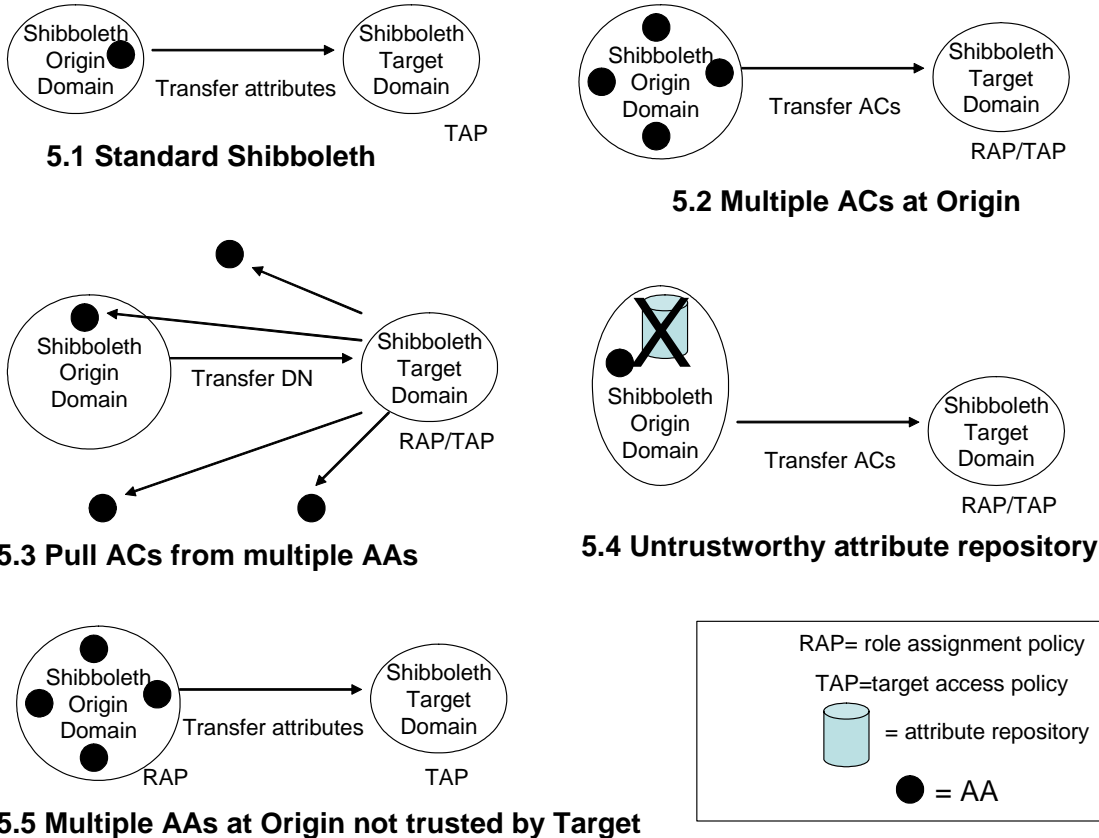 Shibboleth
Origin
Domain
Transfer attributes
Shibboleth
Target
Domain
TAP
5.1 Standard Shibboleth
Shibboleth
Origin
Domain
Transfer ACs
Shibboleth
Target
Domain
RAP/TAP
5.2 Multiple ACs at Origin
Shibboleth
Origin
Domain
Transfer DN
Shibboleth
Target
Domain
RAP/TAP
5.3 Pull ACs from multiple AAs
X
Shibboleth
Origin
Domain
Transfer ACs
Shibboleth
Target
Domain
RAP/TAP
5.4 Untrustworthy attribute repository
Shibboleth
Origin
Domain
RAP
Transfer attributes
Shibboleth
Target
Domain
TAP
5.5 Multiple AAs at Origin not trusted by Target
RAP= role assignment policy
TAP=target access policy
= attribute repository
= AA